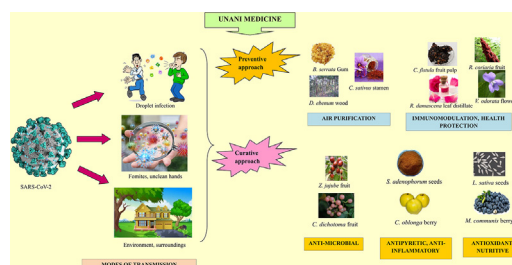 UNANI MEDICINE
Preventive
approach
Droplet infection
B. serrata Gum
C. sativus stamen
D. ebenum wood
AIR PURIFICATION
C. fistula fruit pulp
R. coriaria fruit
R. damascena leaf distillate
V. odorata flower
IMMUNOMODULATION, HEALTH
PROTECTION
SARS-CoV-2
Fomites, unclean hands
Curative
approach
Z. jujube fruit
S. adenophorum seeds
L. sativa seeds
C. dichotoma fruit
C. oblonga berry
M. communis berry
Environment, surroundings
ANTI-MICROBIAL
ANTIPYRETIC, ANTI-
INFLAMMATORY
ANTIOXIDANT
NUTRITIVE
MODES OF TRANSMISSION